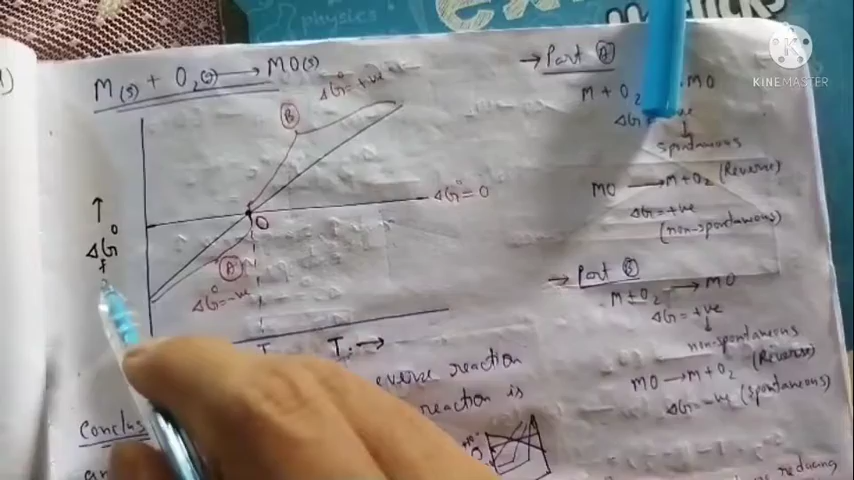 physics
KINEMASTER
M(s) + O₂(g) → MO(s)
ΔG° = +ve
B
ΔG° = 0
O
↑
ΔG°f
A
ΔG° = -ve
T →
everse reaction
reaction is
Conclus
→ Part A
M + O₂ MO
spontaneous
MO → M + O₂ (Reverse)
ΔG = +ve
(non-spontaneous)
→ Part B
M + O₂ → MO
ΔG = +ve
↓
non-spontaneous
MO → M + O₂ (Reverse)
ΔG = -ve (spontaneous)
reducing